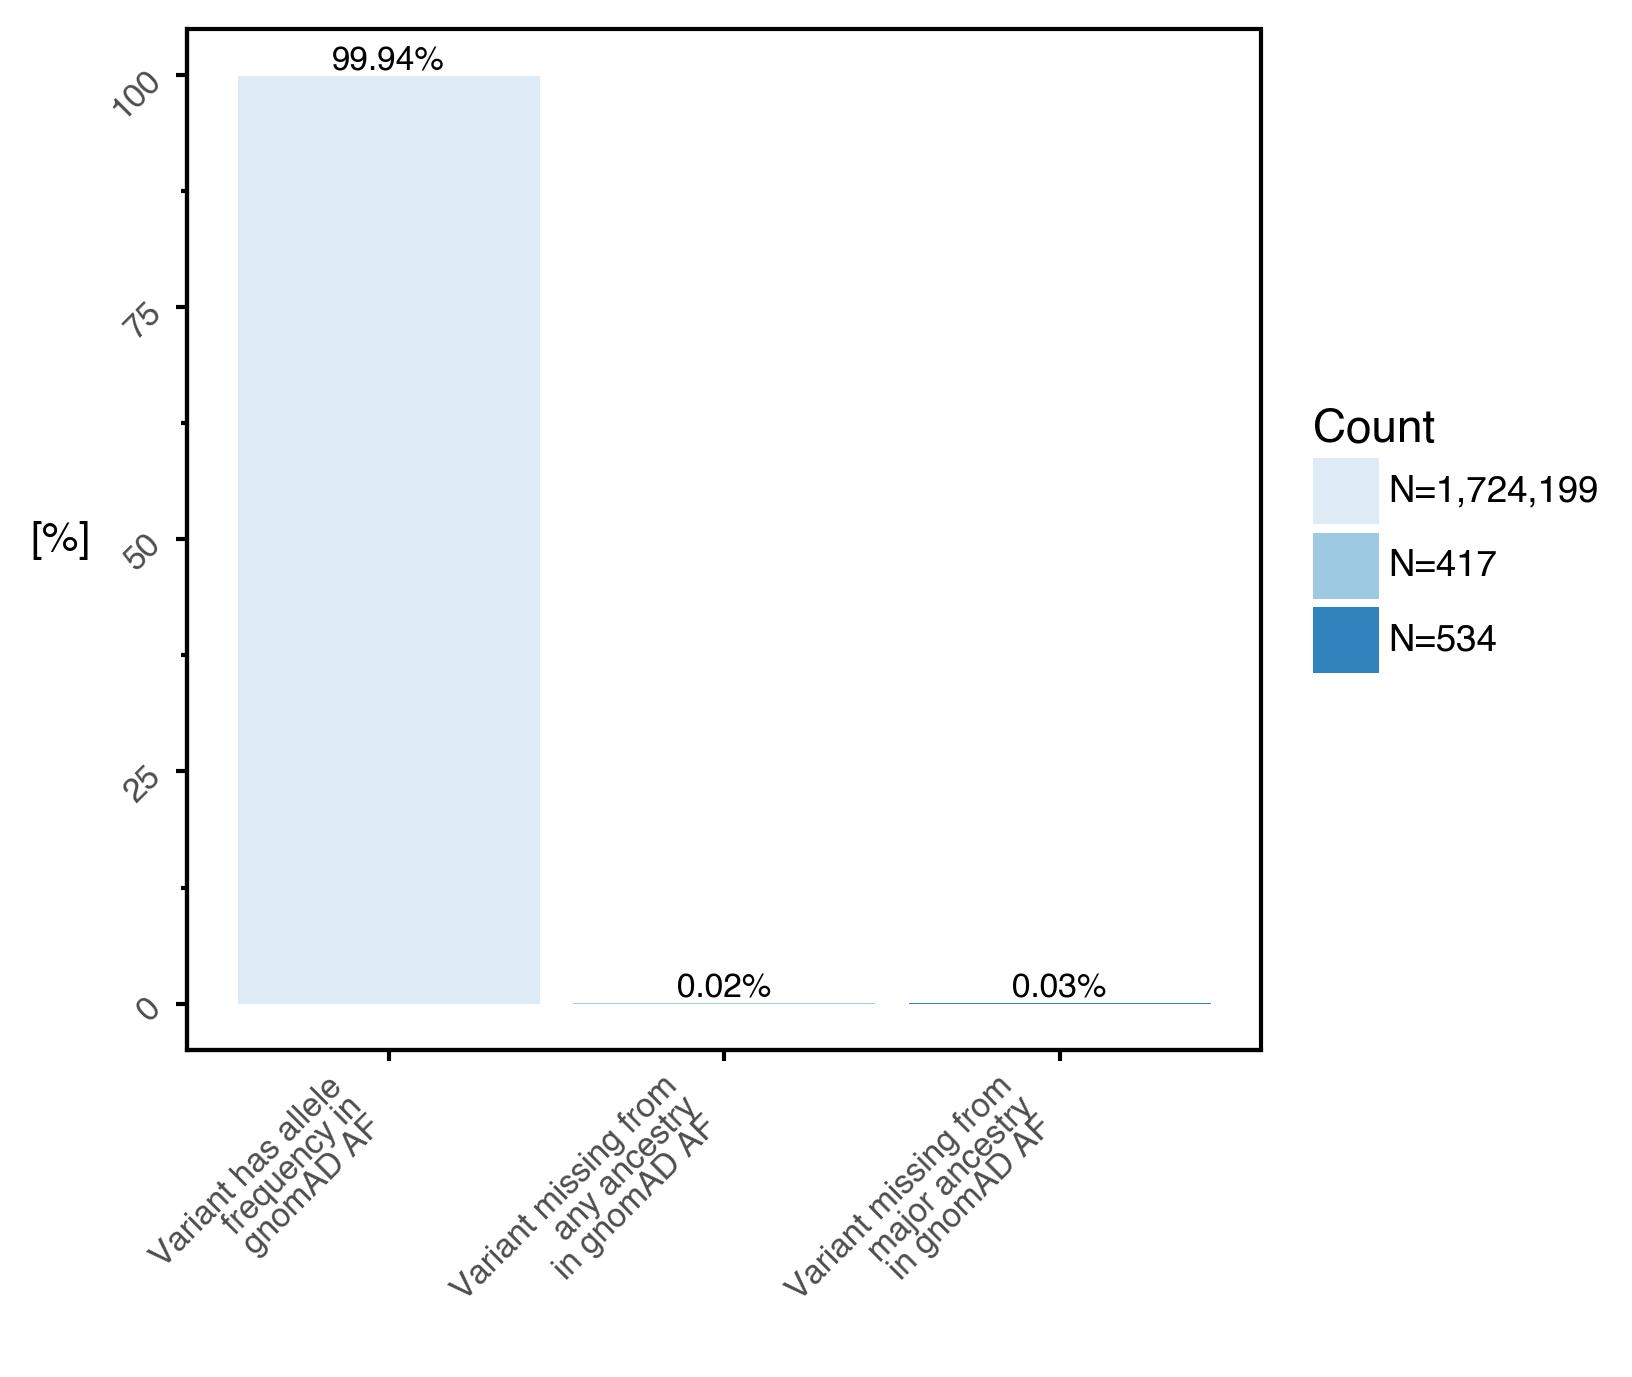 99.94%
0.02%
0.03%
[%]
100
75
50
25
0
Variant has allele
frequency in
gnomAD AF
Variant missing from
any ancestry
in gnomAD AF
Variant missing from
major ancestry
in gnomAD AF
Count
N=1,724,199
N=417
N=534